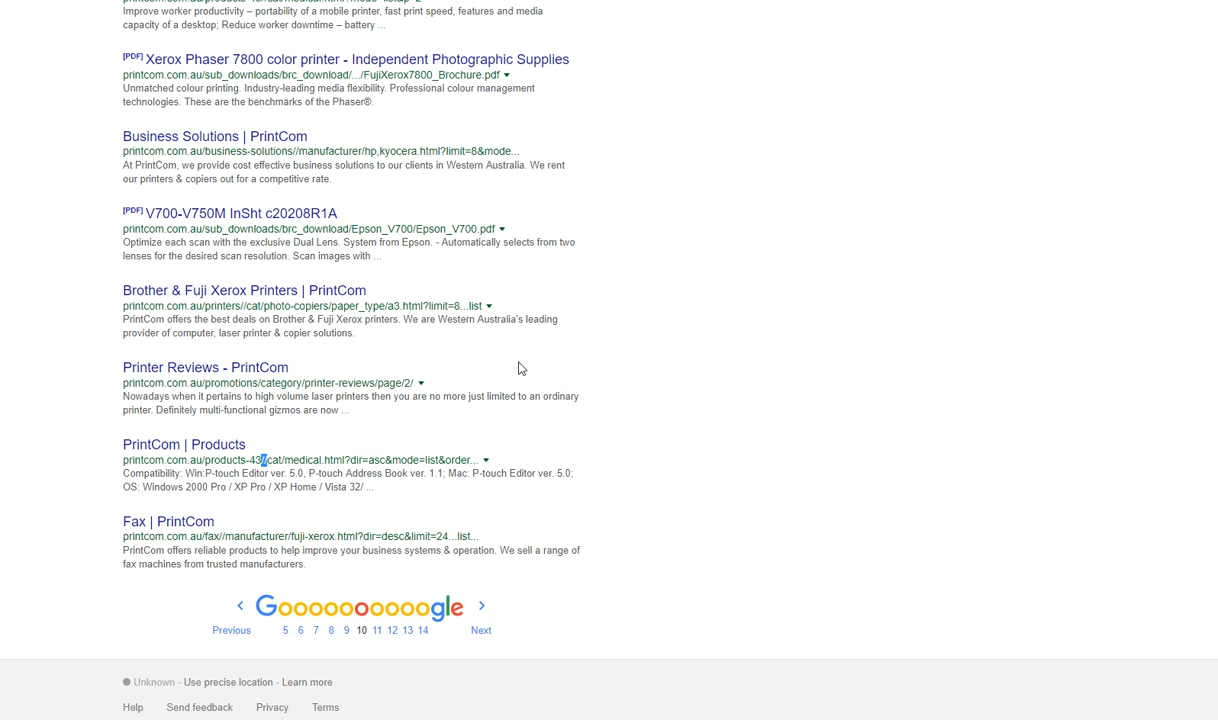 Improve worker productivity – portability of a mobile printer, fast print speed, features and media
capacity of a desktop; Reduce worker downtime – battery ...
[PDF] Xerox Phaser 7800 color printer - Independent Photographic Supplies
printcom.com.au/sub_downloads/brc_download/.../FujiXerox7800_Brochure.pdf
Unmatched colour printing. Industry-leading media flexibility. Professional colour management
technologies. These are the benchmarks of the Phaser®.
Business Solutions | PrintCom
printcom.com.au/business-solutions//manufacturer/hp,kyocera.html?limit=8&mode...
At PrintCom, we provide cost effective business solutions to our clients in Western Australia. We rent
our printers & copiers out for a competitive rate.
[PDF] V700-V750M InSht c20208R1A
printcom.com.au/sub_downloads/brc_download/Epson_V700/Epson_V700.pdf
Optimize each scan with the exclusive Dual Lens. System from Epson. - Automatically selects from two
lenses for the desired scan resolution. Scan images with ...
Brother & Fuji Xerox Printers | PrintCom
printcom.com.au/printers//cat/photo-copiers/paper_type/a3.html?limit=8...list
PrintCom offers the best deals on Brother & Fuji Xerox printers. We are Western Australia's leading
provider of computer, laser printer & copier solutions.
Printer Reviews - PrintCom
printcom.com.au/promotions/category/printer-reviews/page/2/
Nowadays when it pertains to high volume laser printers then you are no more just limited to an ordinary
printer. Definitely multi-functional gizmos are now ...
PrintCom | Products
printcom.com.au/products-43//cat/medical.html?dir=asc&mode=list&order...
Compatibility: Win:P-touch Editor ver. 5.0, P-touch Address Book ver. 1.1; Mac: P-touch Editor ver. 5.0;
OS: Windows 2000 Pro / XP Pro / XP Home / Vista 32/ ...
Fax | PrintCom
printcom.com.au/fax//manufacturer/fuji-xerox.html?dir=desc&limit=24...list...
PrintCom offers reliable products to help improve your business systems & operation. We sell a range of
fax machines from trusted manufacturers.
Goooooooooogle
Previous 5 6 7 8 9 10 11 12 13 14 Next
Unknown - Use precise location - Learn more
Help Send feedback Privacy Terms